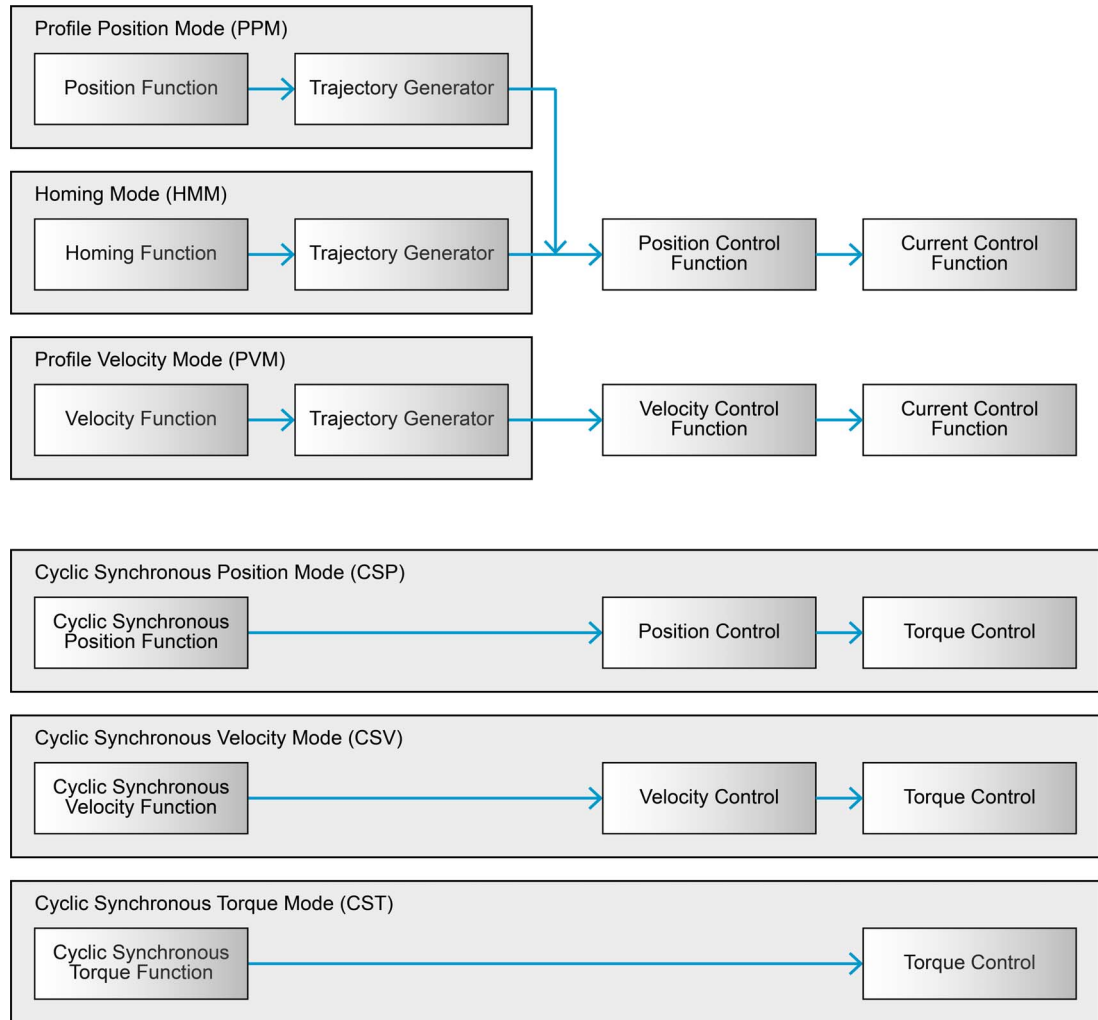 Profile Position Mode (PPM)
Position Function
Trajectory Generator
Homing Mode (HMM)
Homing Function
Trajectory Generator
Position Control
Function
Current Control
Function
Profile Velocity Mode (PVM)
Velocity Function
Trajectory Generator
Velocity Control
Function
Current Control
Function
Cyclic Synchronous Position Mode (CSP)
Cyclic Synchronous
Position Function
Position Control
Torque Control
Cyclic Synchronous Velocity Mode (CSV)
Cyclic Synchronous
Velocity Function
Velocity Control
Torque Control
Cyclic Synchronous Torque Mode (CST)
Cyclic Synchronous
Torque Function
Torque Control